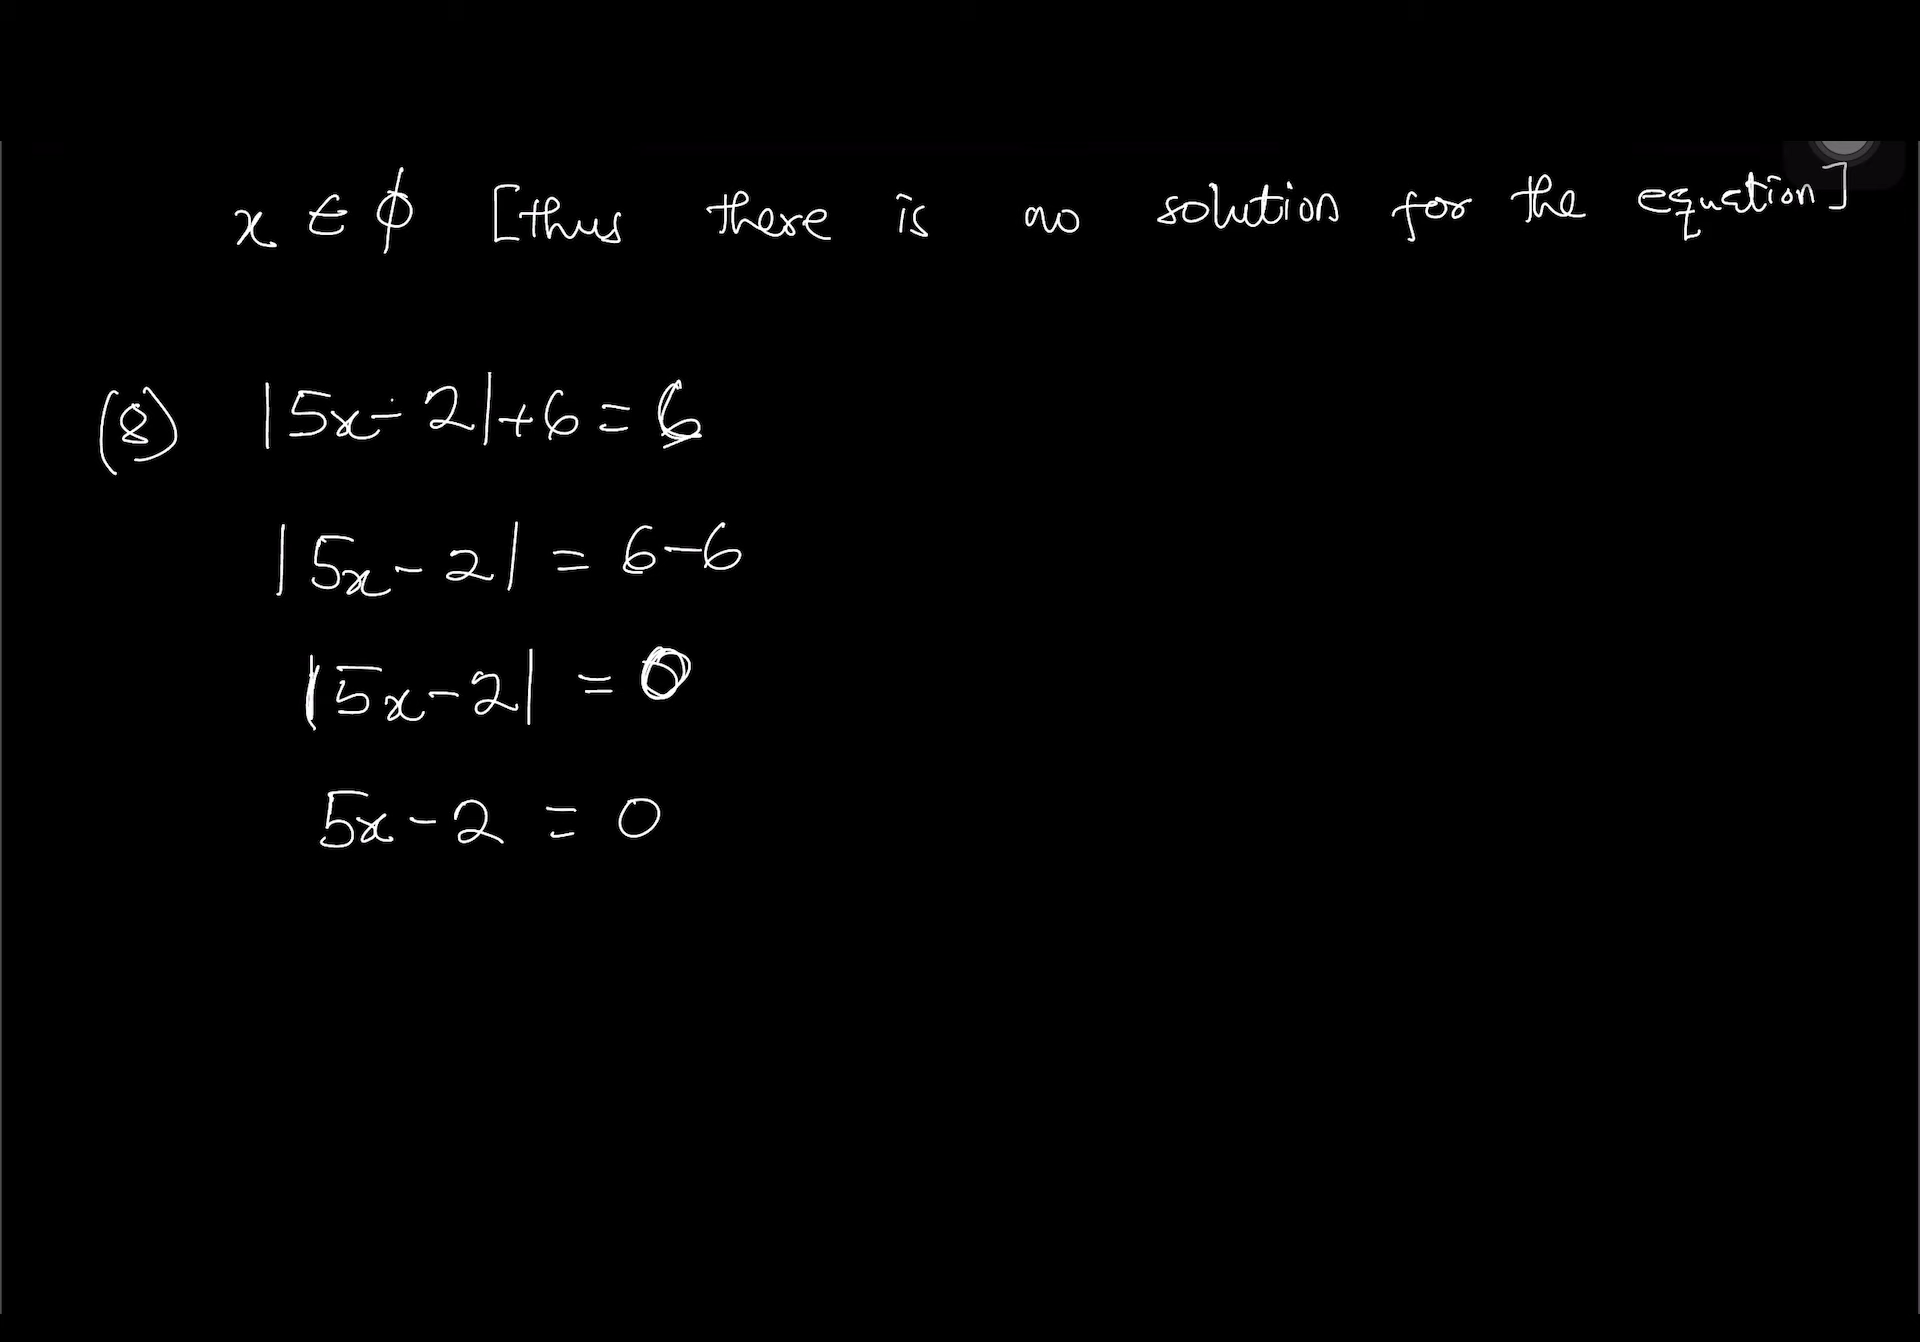 x ∈ ϕ [thus there is no solution for the equation]
(8) |5x - 2| + 6 = 6
|5x - 2| = 6 - 6
|5x - 2| = 0
5x - 2 = 0